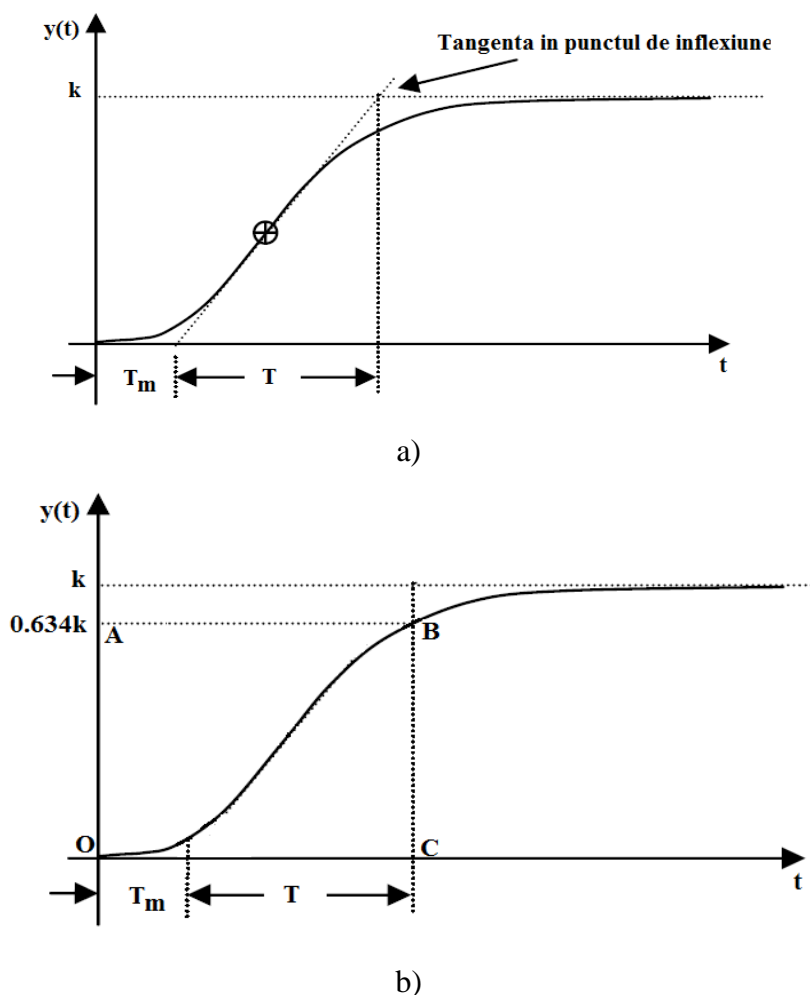 y(t)
Tangenta in punctul de inflexiune
k
t
Tm
T
a)
y(t)
k
0.634k
A
B
O
C
t
Tm
T
b)